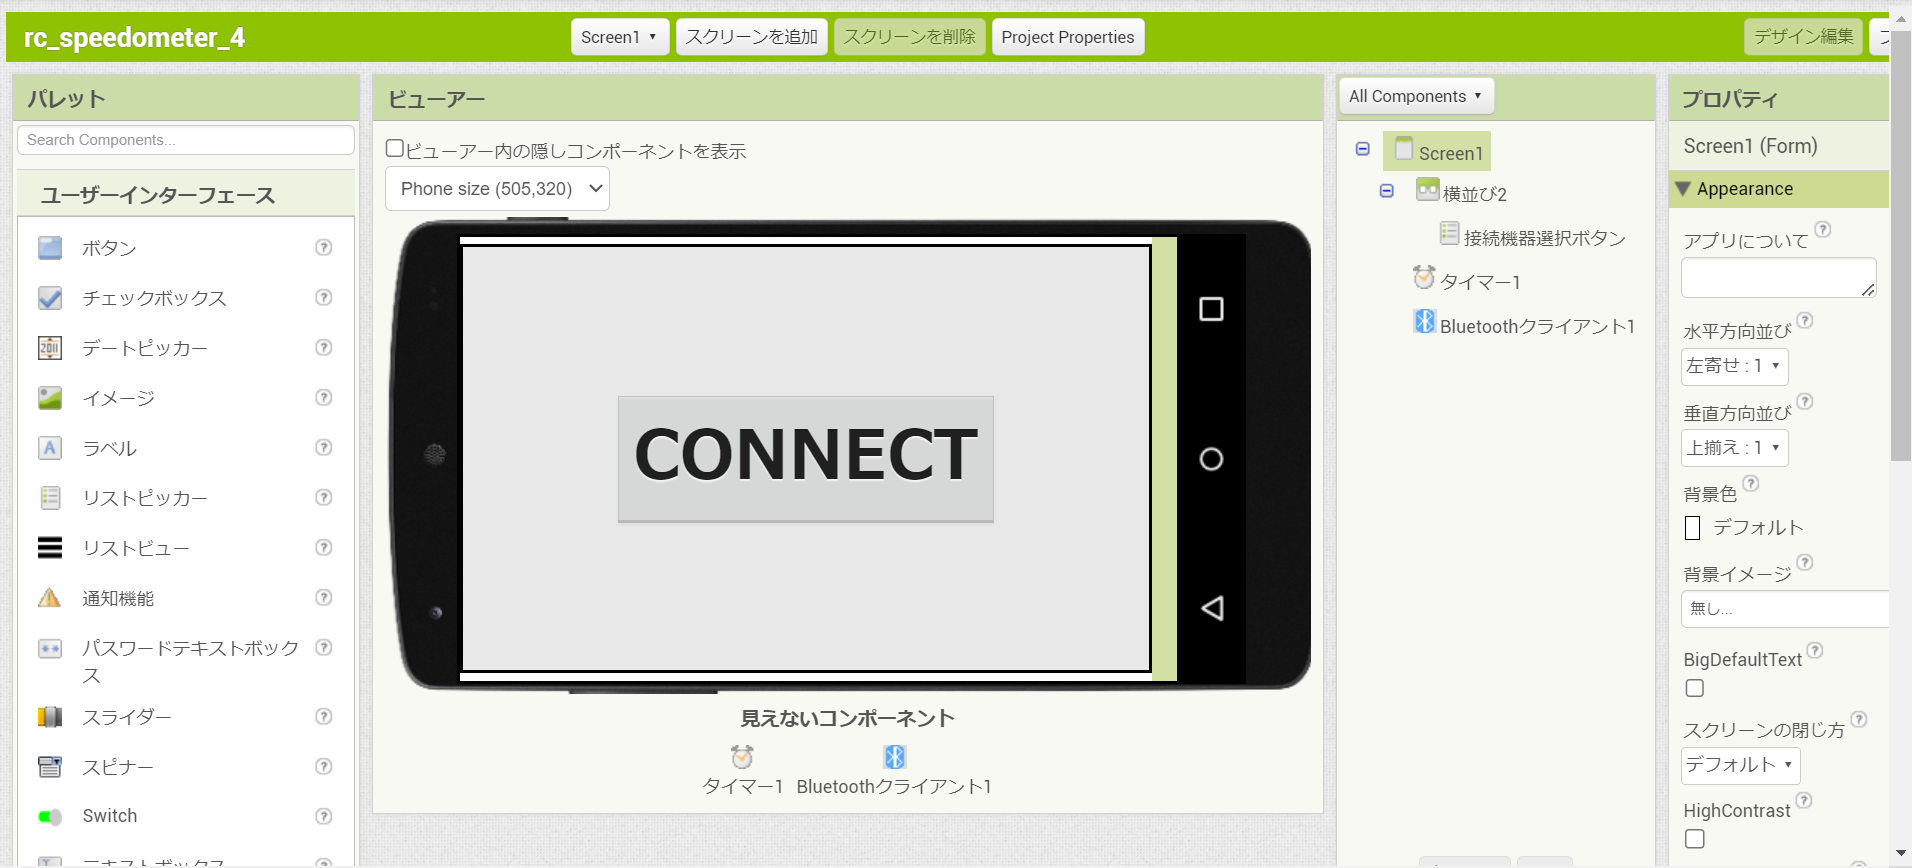 rc_speedometer_4
Screen1
スクリーンを追加
スクリーンを削除
Project Properties
デザイン編集
パレット
Search Components...
ユーザーインターフェース
ボタン
チェックボックス
デートピッカー
イメージ
ラベル
リストピッカー
リストビュー
通知機能
パスワードテキストボック
ス
スライダー
スピナー
Switch
テキストボックス
ビューアー
ビューアー内の隠しコンポーネントを表示
Phone size (505,320)
CONNECT
見えないコンポーネント
タイマー1
Bluetoothクライアント1
All Components
Screen1
横並び2
接続機器選択ボタン
タイマー1
Bluetoothクライアント1
プロパティ
Screen1 (Form)
Appearance
アプリについて
水平方向並び
左寄せ : 1
垂直方向並び
上揃え : 1
背景色
デフォルト
背景イメージ
無し...
BigDefaultText
スクリーンの閉じ方
デフォルト
HighContrast